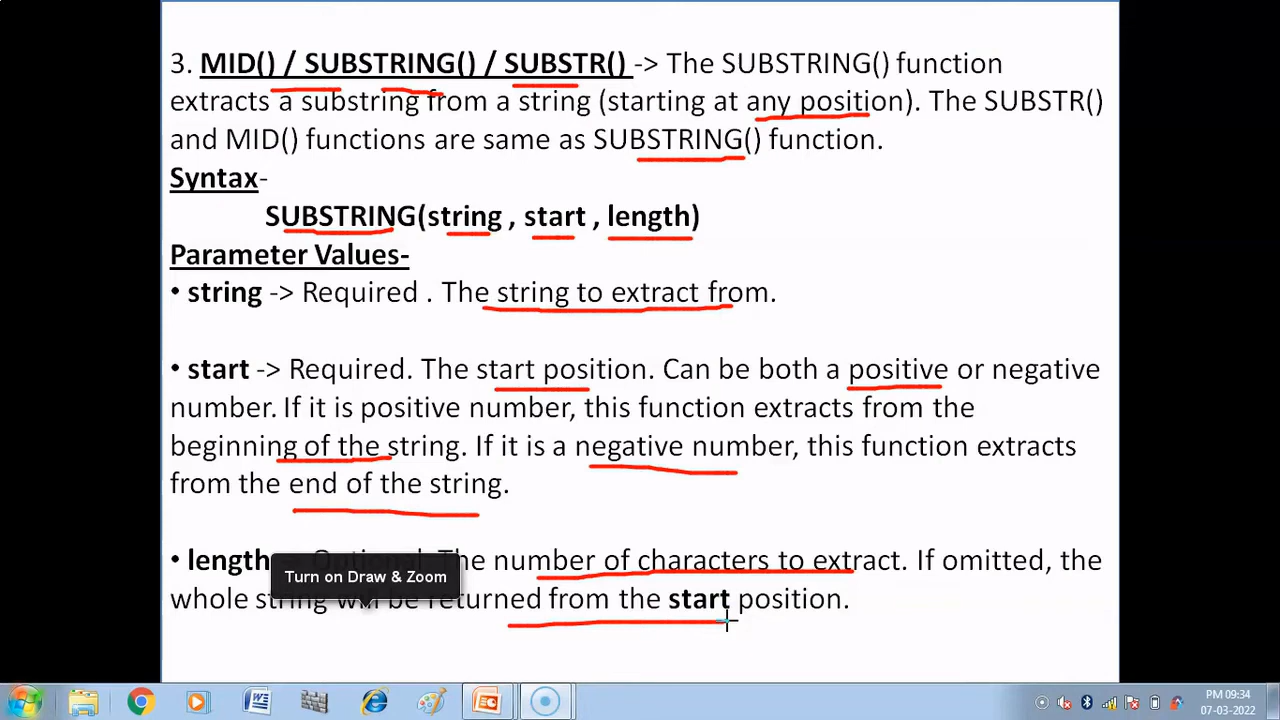 3. MID() / SUBSTRING() / SUBSTR() -> The SUBSTRING() function
extracts a substring from a string (starting at any position). The SUBSTR()
and MID() functions are same as SUBSTRING() function.
Syntax-
SUBSTRING(string , start , length)
Parameter Values-
• string -> Required . The string to extract from.
• start -> Required. The start position. Can be both a positive or negative
number. If it is positive number, this function extracts from the
beginning of the string. If it is a negative number, this function extracts
from the end of the string.
• length Optional. The number of characters to extract. If omitted, the
Turn on Draw & Zoom
whole string will be returned from the start position.
PM 09:34
07-03-2022